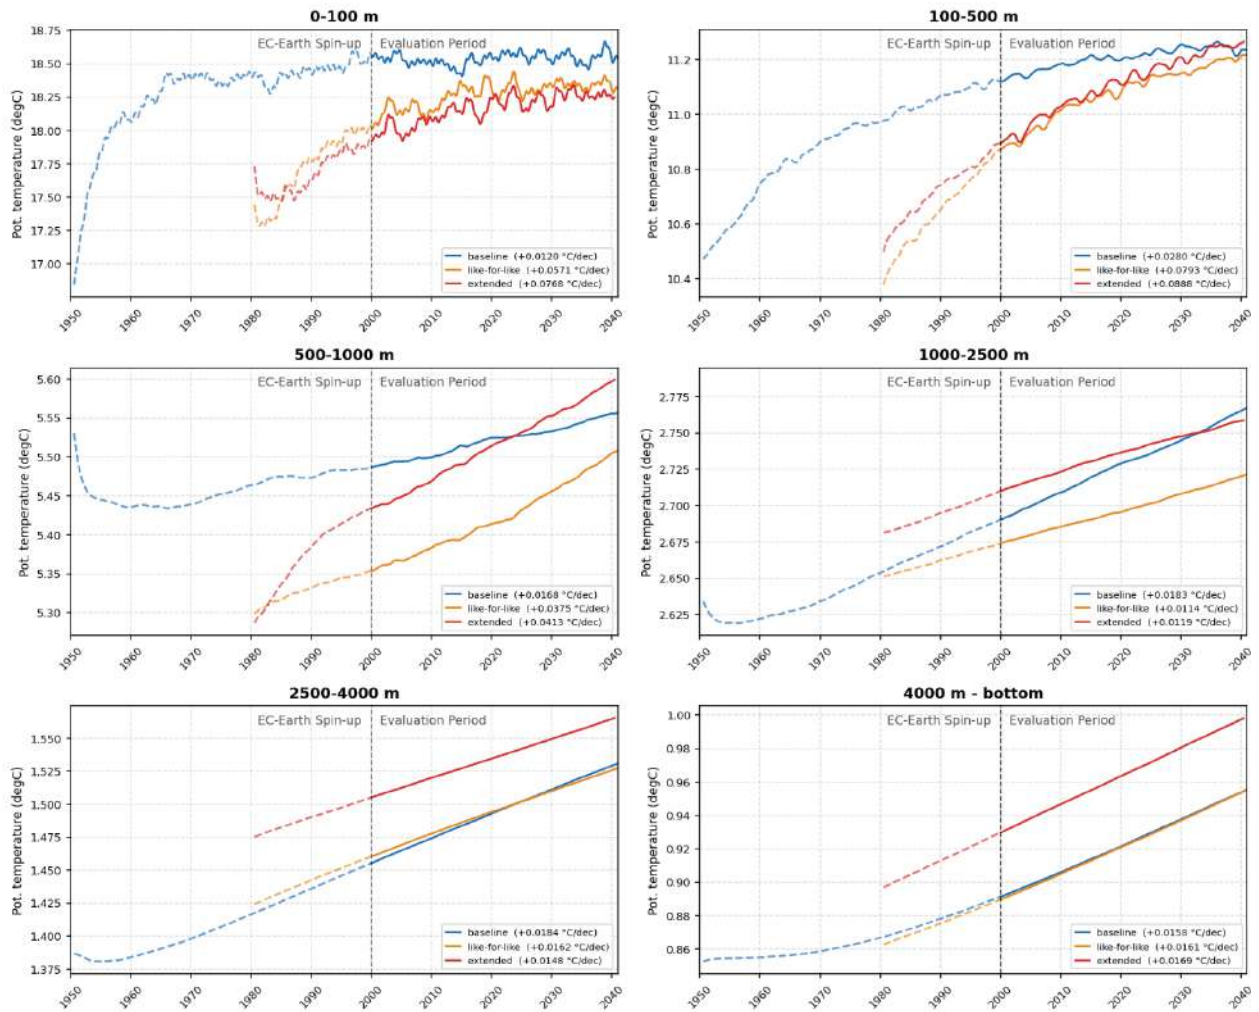 0-100 m
EC-Earth Spin-up
Evaluation Period
Pot. temperature (degC)
18.75
18.50
18.25
18.00
17.75
17.50
17.25
17.00
baseline (+0.0120 °C/dec)
like-for-like (+0.0571 °C/dec)
extended (+0.0768 °C/dec)
1950
1960
1970
1980
1990
2000
2010
2020
2030
2040
100-500 m
EC-Earth Spin-up
Evaluation Period
Pot. temperature (degC)
11.2
11.0
10.8
10.6
10.4
baseline (+0.0280 °C/dec)
like-for-like (+0.0793 °C/dec)
extended (+0.0888 °C/dec)
1950
1960
1970
1980
1990
2000
2010
2020
2030
2040
500-1000 m
EC-Earth Spin-up
Evaluation Period
Pot. temperature (degC)
5.60
5.55
5.50
5.45
5.40
5.35
5.30
baseline (+0.0168 °C/dec)
like-for-like (+0.0375 °C/dec)
extended (+0.0413 °C/dec)
1950
1960
1970
1980
1990
2000
2010
2020
2030
2040
1000-2500 m
EC-Earth Spin-up
Evaluation Period
Pot. temperature (degC)
2.775
2.750
2.725
2.700
2.675
2.650
2.625
baseline (+0.0183 °C/dec)
like-for-like (+0.0114 °C/dec)
extended (+0.0119 °C/dec)
1950
1960
1970
1980
1990
2000
2010
2020
2030
2040
2500-4000 m
EC-Earth Spin-up
Evaluation Period
Pot. temperature (degC)
1.550
1.525
1.500
1.475
1.450
1.425
1.400
1.375
baseline (+0.0184 °C/dec)
like-for-like (+0.0162 °C/dec)
extended (+0.0148 °C/dec)
1950
1960
1970
1980
1990
2000
2010
2020
2030
2040
4000 m - bottom
EC-Earth Spin-up
Evaluation Period
Pot. temperature (degC)
1.00
0.98
0.96
0.94
0.92
0.90
0.88
0.86
baseline (+0.0158 °C/dec)
like-for-like (+0.0161 °C/dec)
extended (+0.0169 °C/dec)
1950
1960
1970
1980
1990
2000
2010
2020
2030
2040